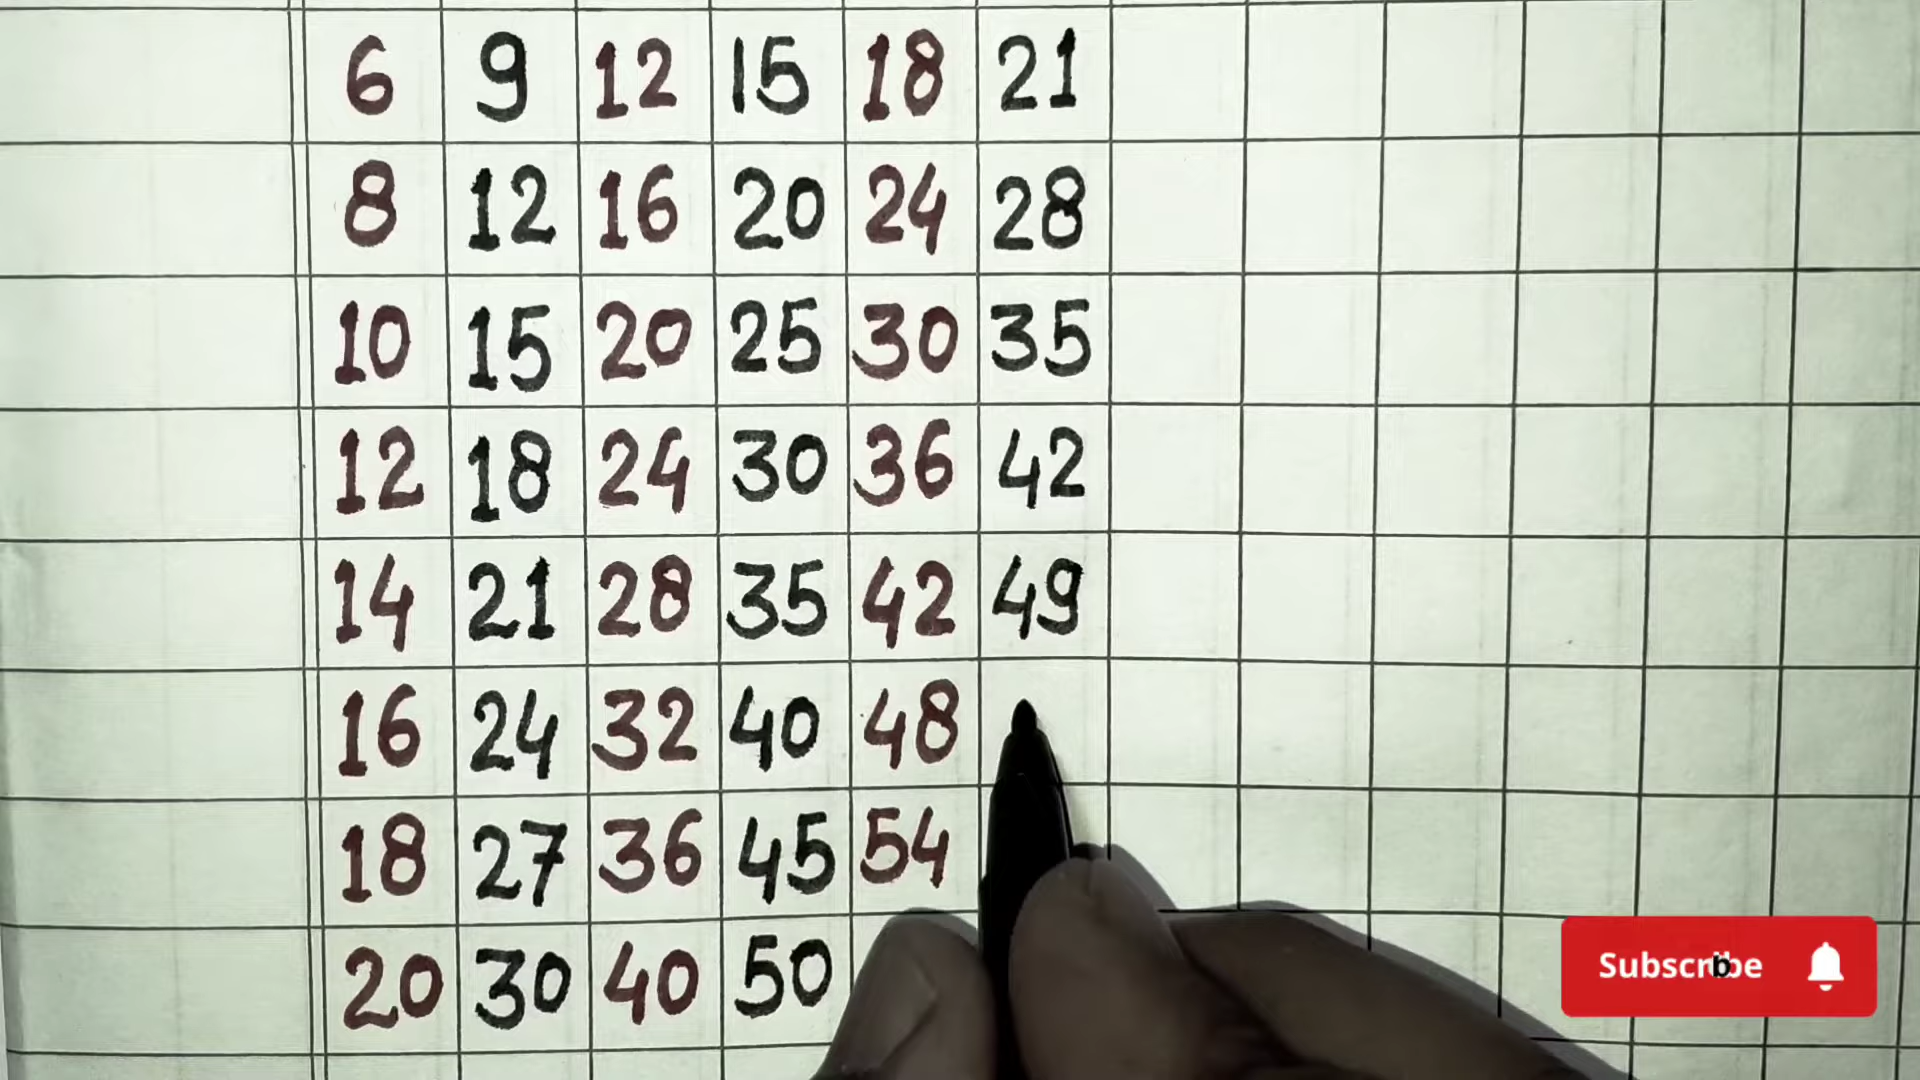 6 9 12 15 18 21
8 12 16 20 24 28
10 15 20 25 30 35
12 18 24 30 36 42
14 21 28 35 42 49
16 24 32 40 48
18 27 36 45 54
20 30 40 50
Subscribe